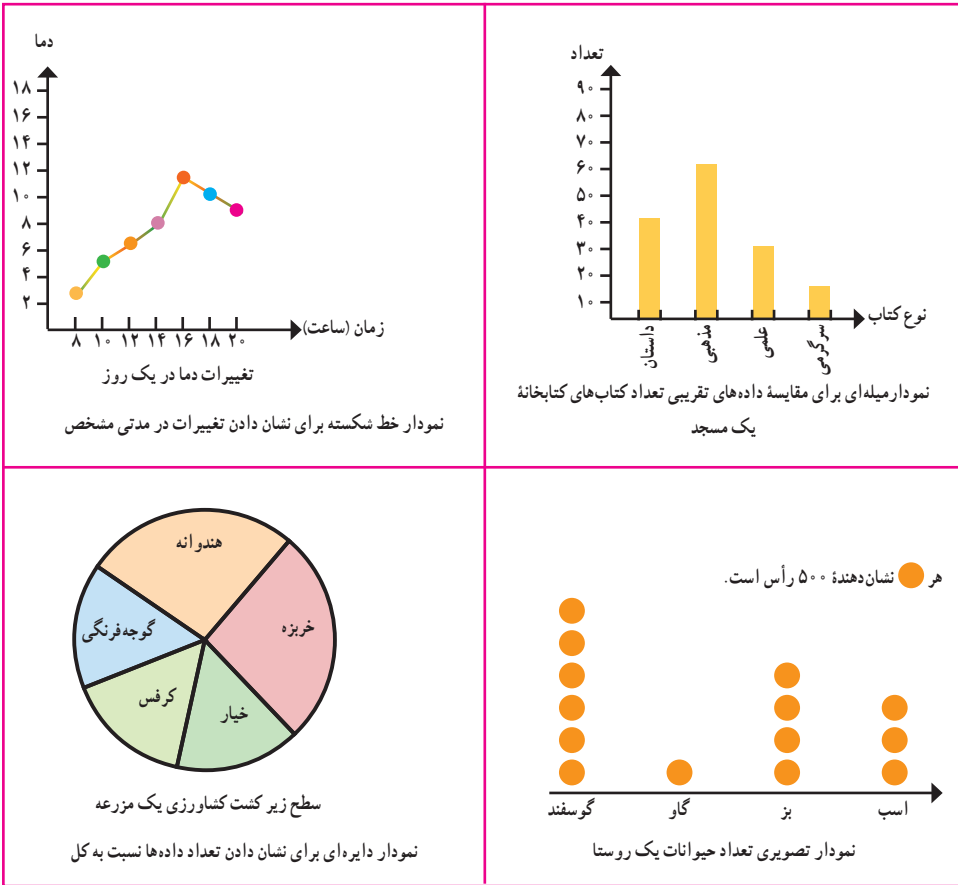 تعداد
۹۰
۸۰
۷۰
۶۰
۵۰
۴۰
۳۰
۲۰
۱۰
داستان
مذهبی
علمی
سرگرمی
نوع کتاب
نمودار میله‌ای برای مقایسهٔ داده‌های تقریبی تعداد کتاب‌های کتابخانهٔ
یک مسجد
دما
۱۸
۱۶
۱۴
۱۲
۱۰
۸
۶
۴
۲
۸ ۱۰ ۱۲ ۱۴ ۱۶ ۱۸ ۲۰
زمان (ساعت)
تغییرات دما در یک روز
نمودار خط شکسته برای نشان دادن تغییرات در مدتی مشخص
هر نشان‌دهندهٔ ۵۰۰ رأس است.
گوسفند گاو بز اسب
نمودار تصویری تعداد حیوانات یک روستا
هندوانه
خربزه
گوجه‌فرنگی
کرفس
خیار
سطح زیر کشت کشاورزی یک مزرعه
نمودار دایره‌ای برای نشان دادن تعداد داده‌ها نسبت به کل